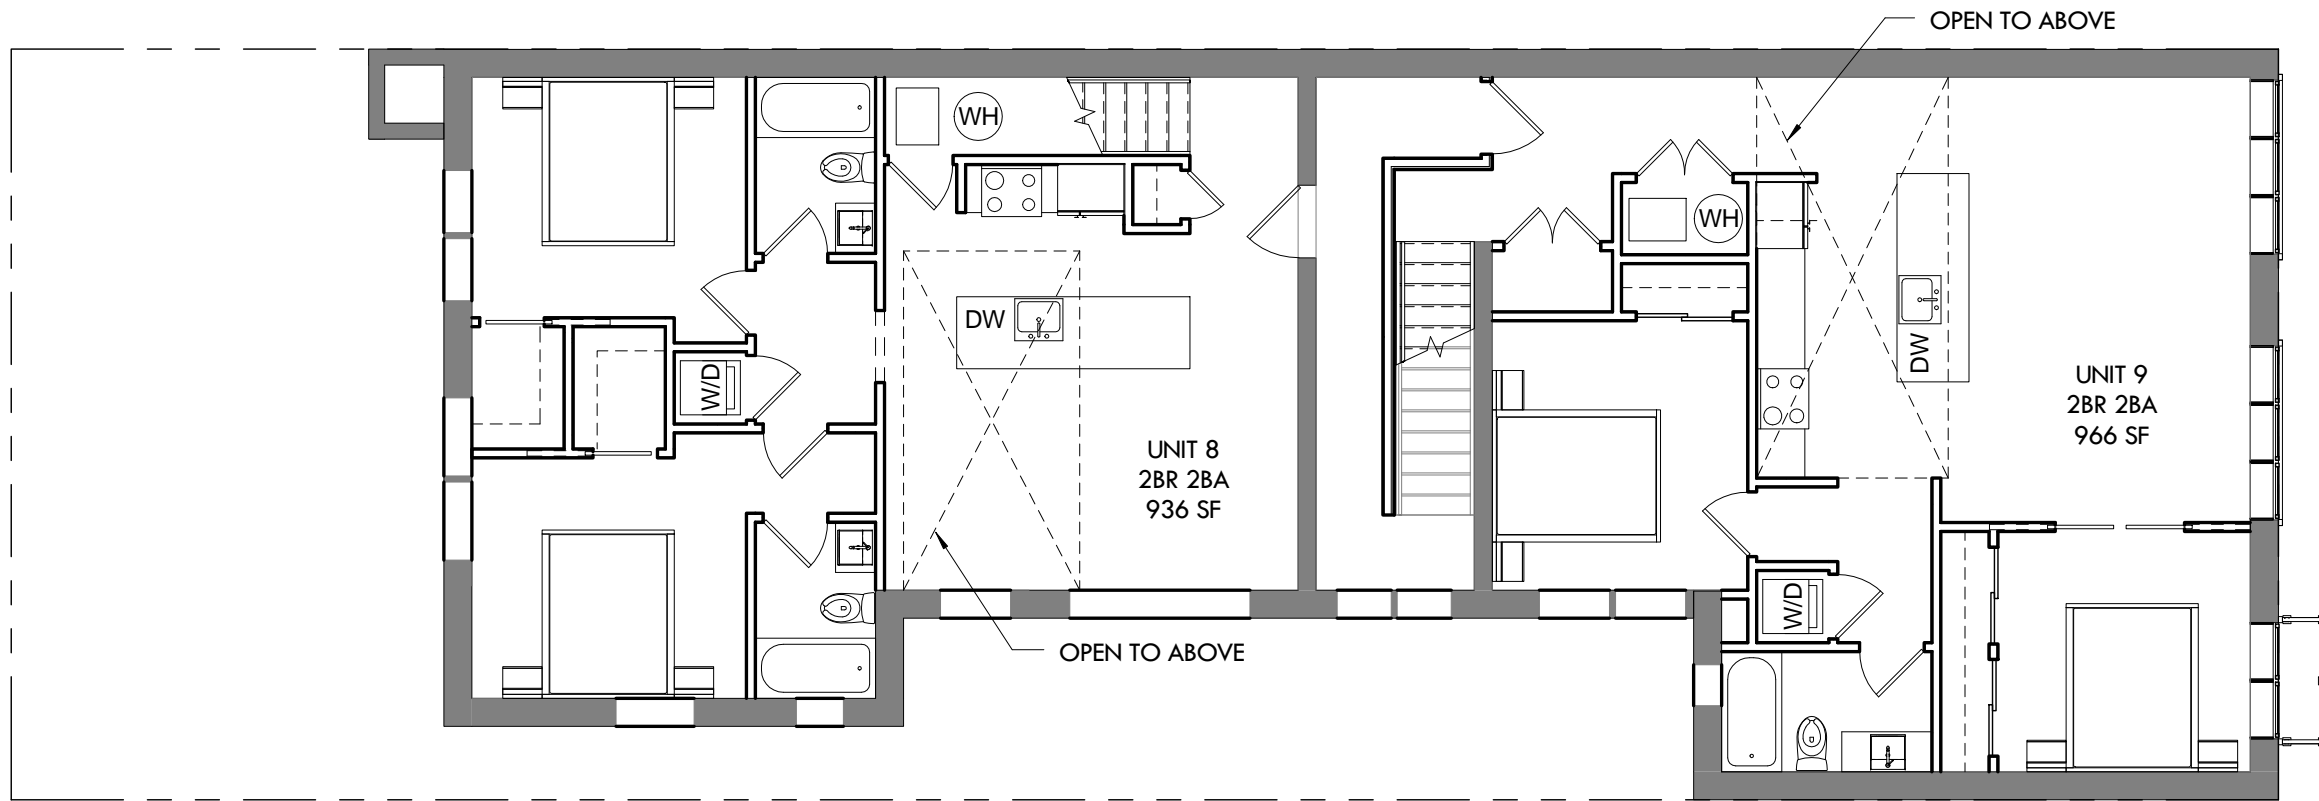 OPEN TO ABOVE
WH
WH
DW
W/D
DW
UNIT 9
2BR 2BA
966 SF
UNIT 8
2BR 2BA
936 SF
W/D
OPEN TO ABOVE